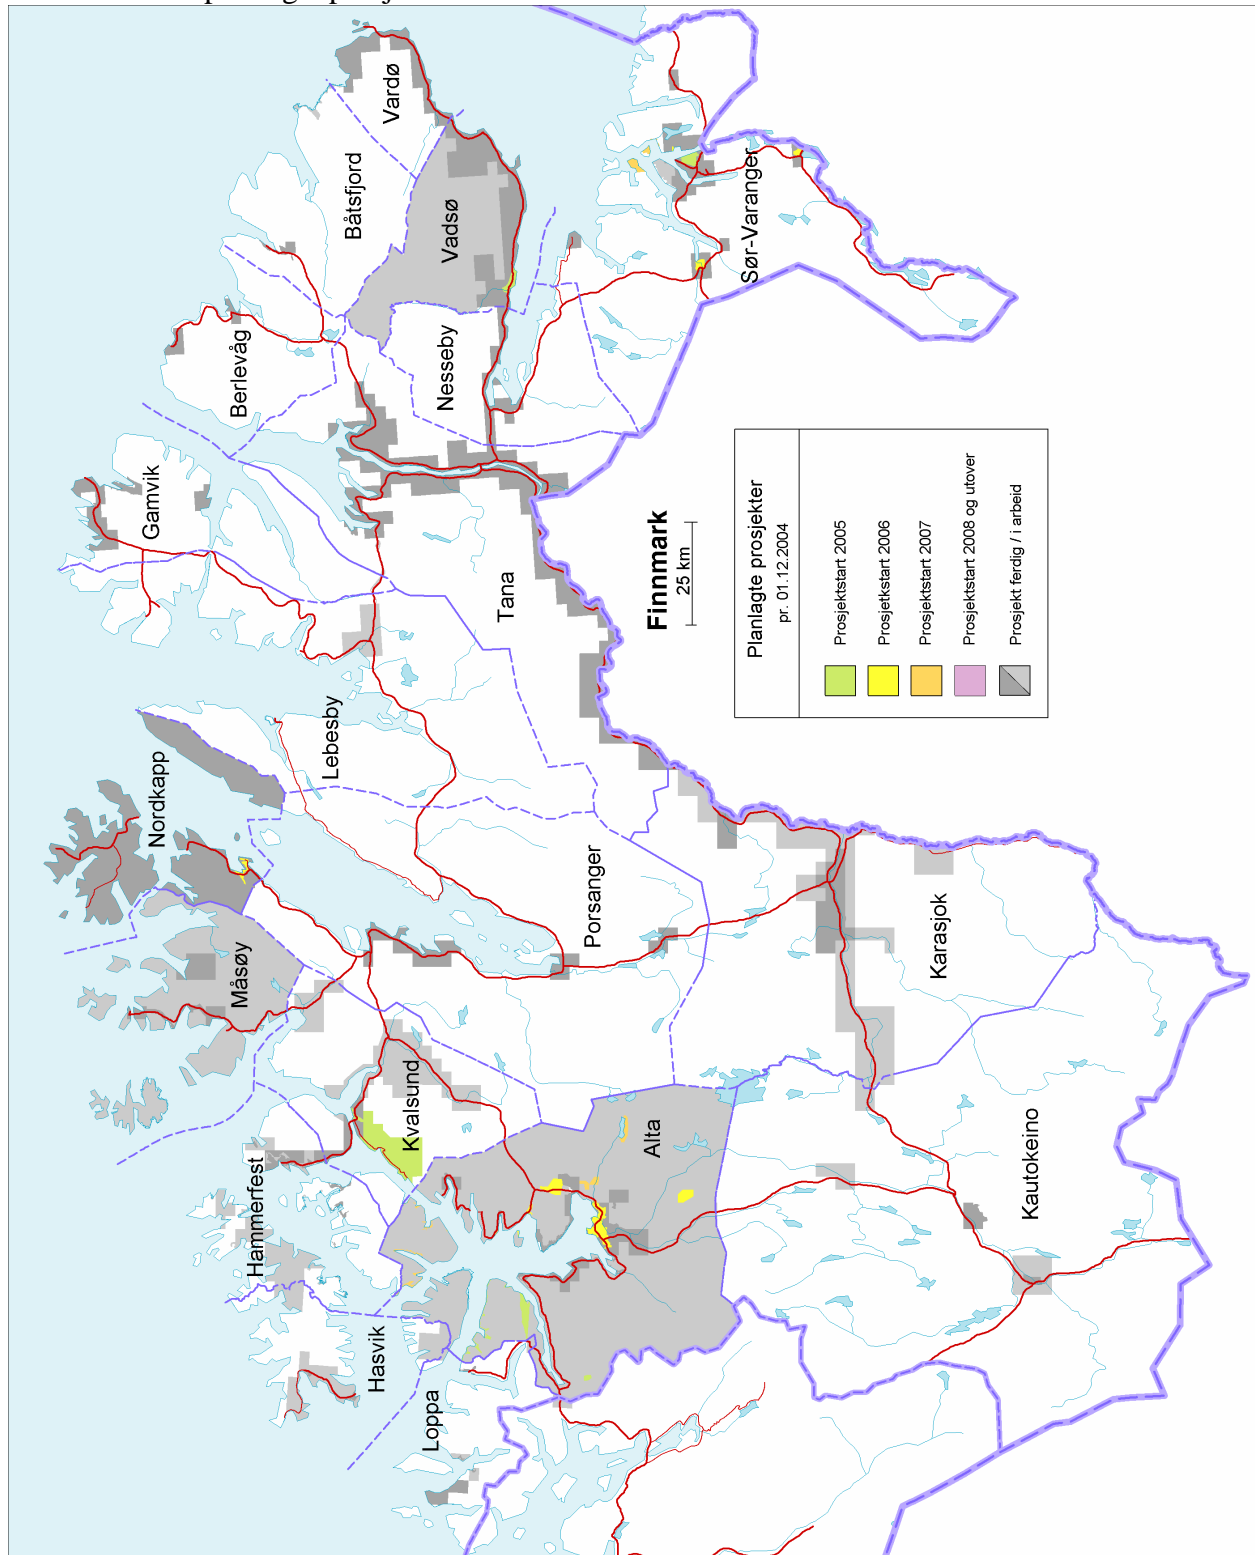 Gamvik
Nordkapp
Berlevåg
Måsøy
Hammerfest
Lebesby
Båtsfjord
Hasvik
Vardø
Kvalsund
Loppa
Nesseby
Vadsø
Tana
Porsanger
Alta
Finnmark
25 km
Sør-Varanger
Planlagte prosjekter
pr. 01.12.2004
Prosjektstart 2005
Prosjetkstart 2006
Prosjektstart 2007
Prosjektstart 2008 og utover
Prosjekt ferdig / i arbeid
Karasjok
Kautokeino